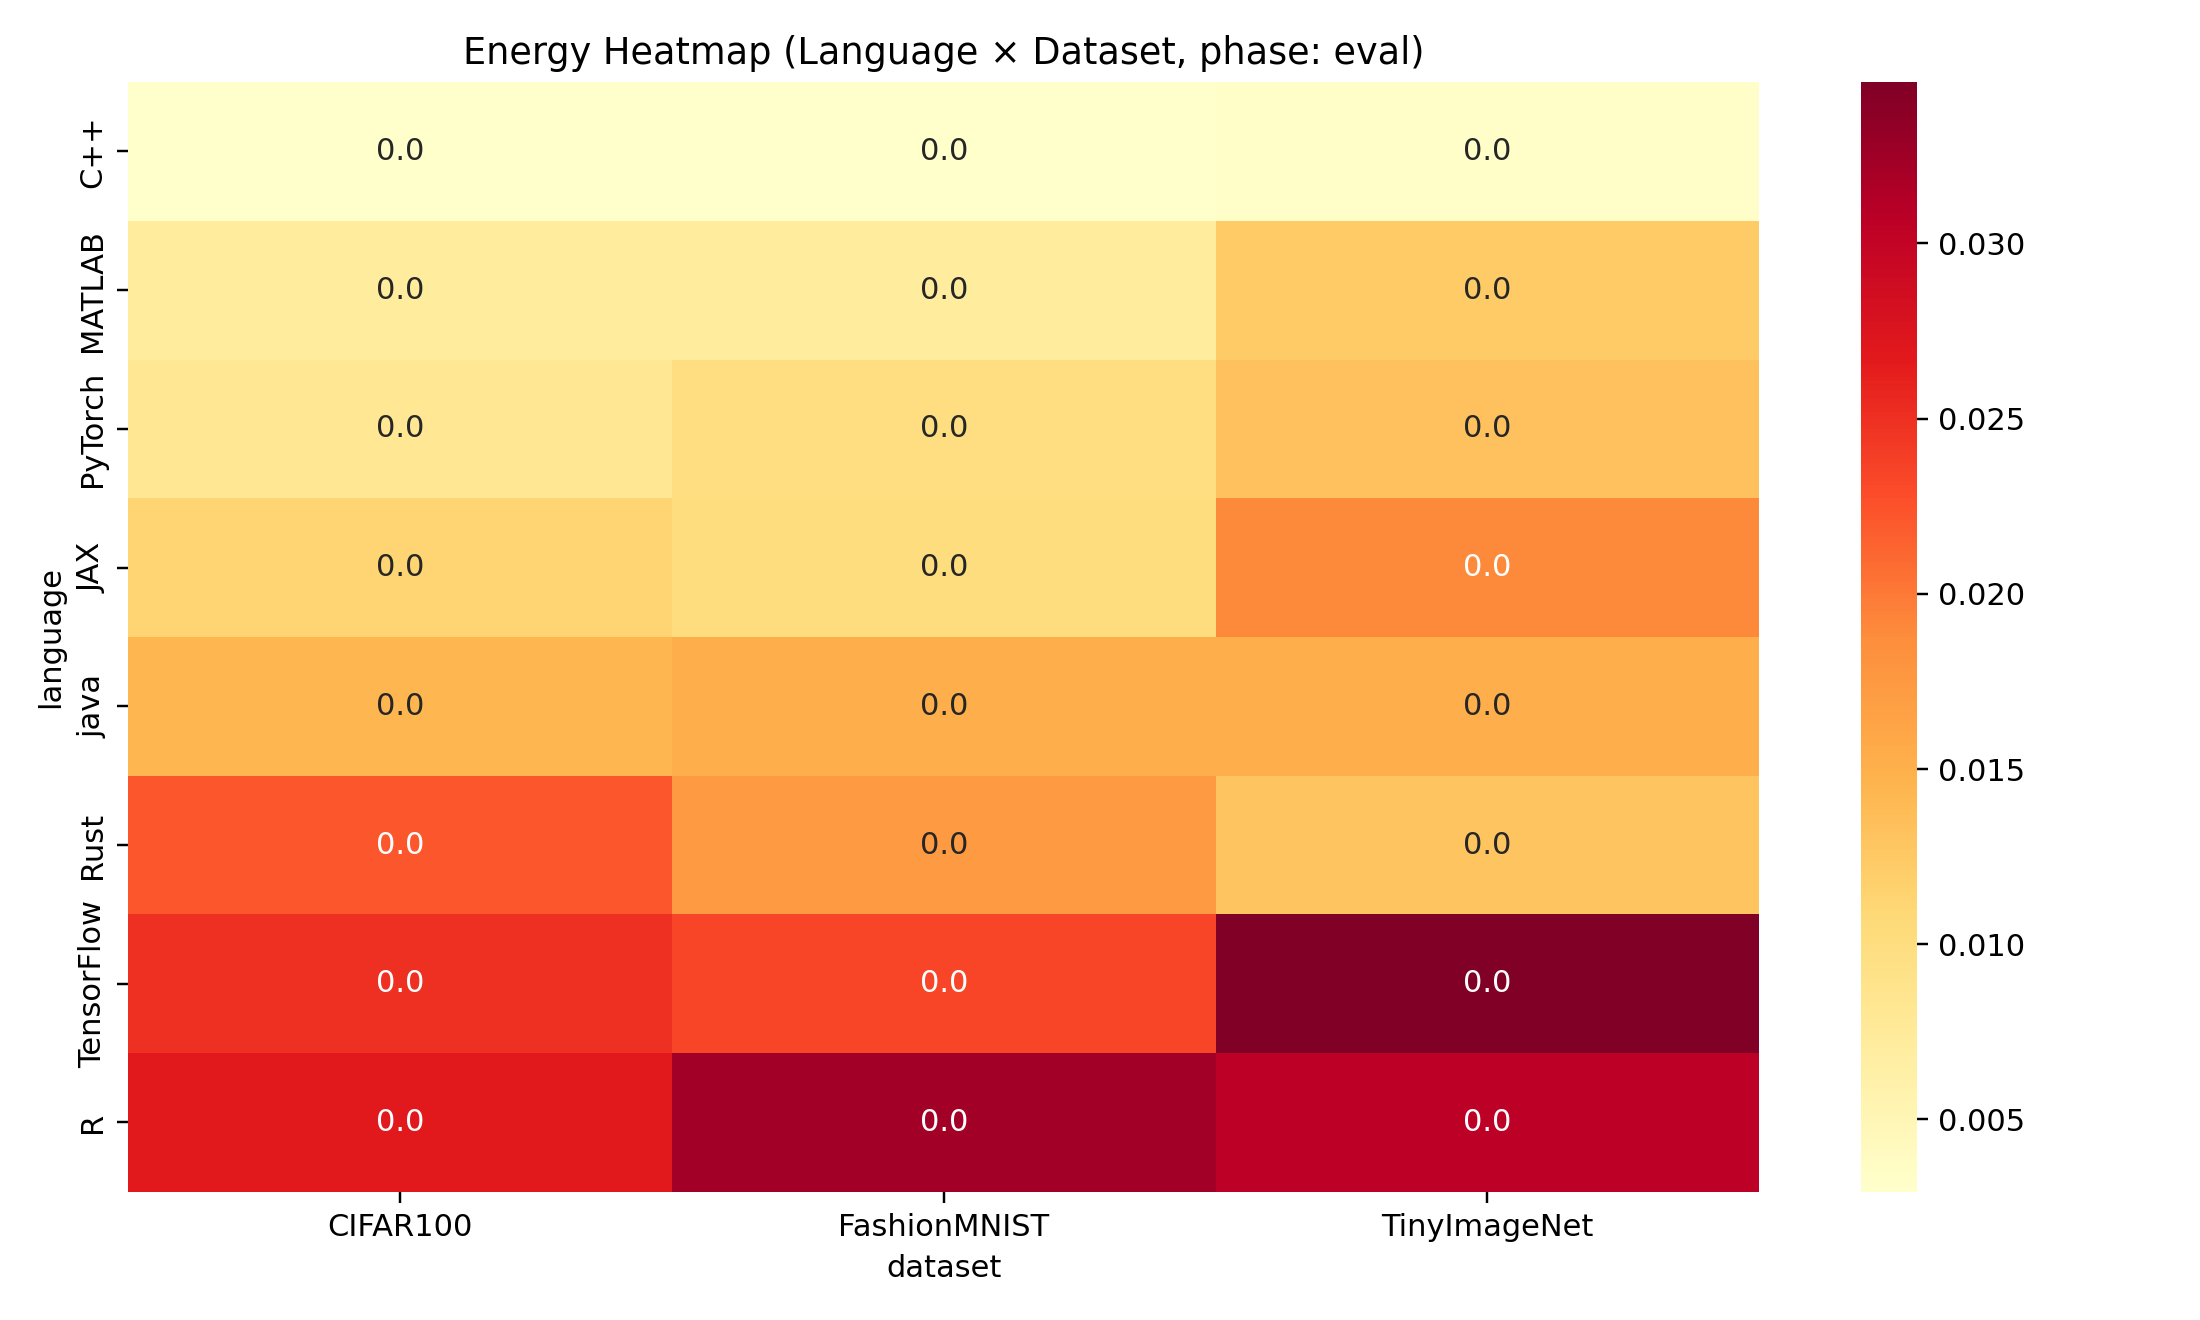 Energy Heatmap (Language × Dataset, phase: eval)
language
C++ 0.0 0.0 0.0
MATLAB 0.0 0.0 0.0
PyTorch 0.0 0.0 0.0
JAX 0.0 0.0 0.0
java 0.0 0.0 0.0
Rust 0.0 0.0 0.0
TensorFlow 0.0 0.0 0.0
R 0.0 0.0 0.0
CIFAR100 FashionMNIST TinyImageNet
dataset
0.030
0.025
0.020
0.015
0.010
0.005